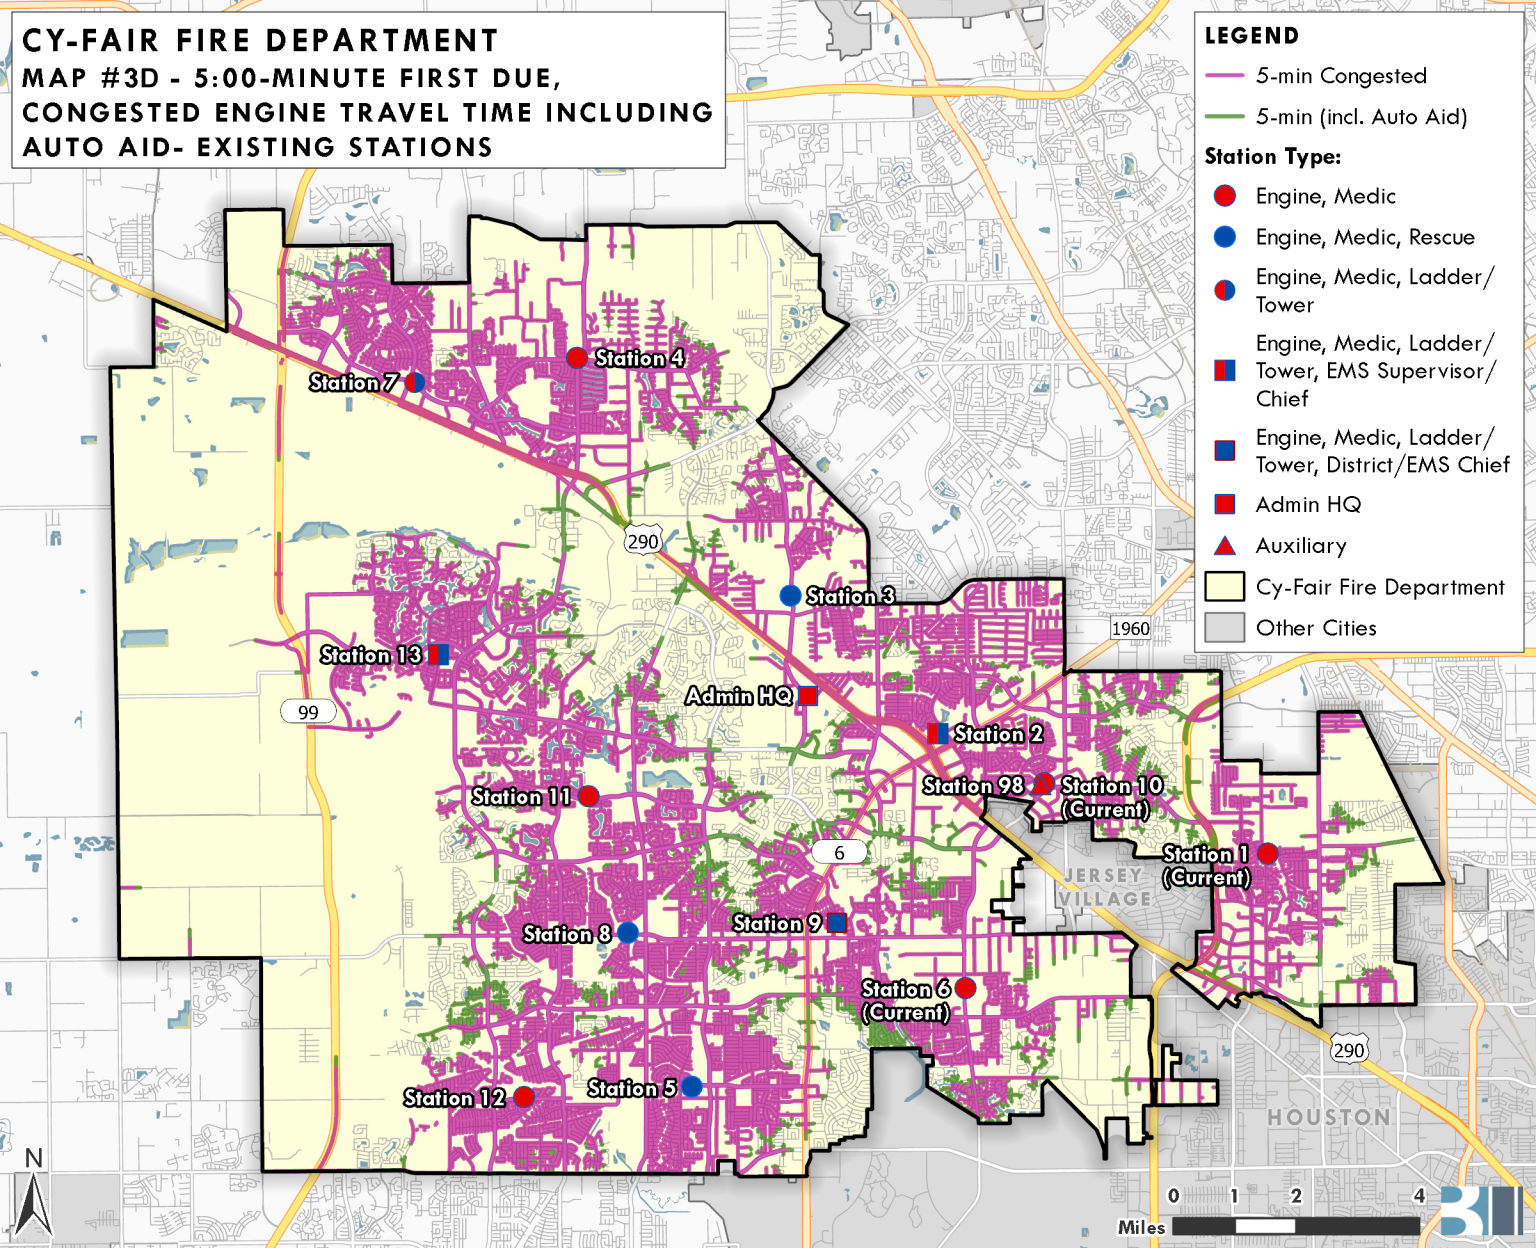 CY-FAIR FIRE DEPARTMENT
MAP #3D - 5:00-MINUTE FIRST DUE,
CONGESTED ENGINE TRAVEL TIME INCLUDING
AUTO AID- EXISTING STATIONS
LEGEND
5-min Congested
5-min (incl. Auto Aid)
Station Type:
Engine, Medic
Engine, Medic, Rescue
Engine, Medic, Ladder/
Tower
Engine, Medic, Ladder/
Tower, EMS Supervisor/
Chief
Engine, Medic, Ladder/
Tower, District/EMS Chief
Admin HQ
Auxiliary
Cy-Fair Fire Department
Other Cities
Station 4
Station 7
290
Station 3
1960
Station 13
Admin HQ
99
Station 2
Station 98
Station 10
(Current)
Station 11
6
Station 1
(Current)
JERSEY
VILLAGE
Station 9
Station 8
Station 6
(Current)
290
Station 5
Station 12
HOUSTON
N
0 1 2 4
Miles